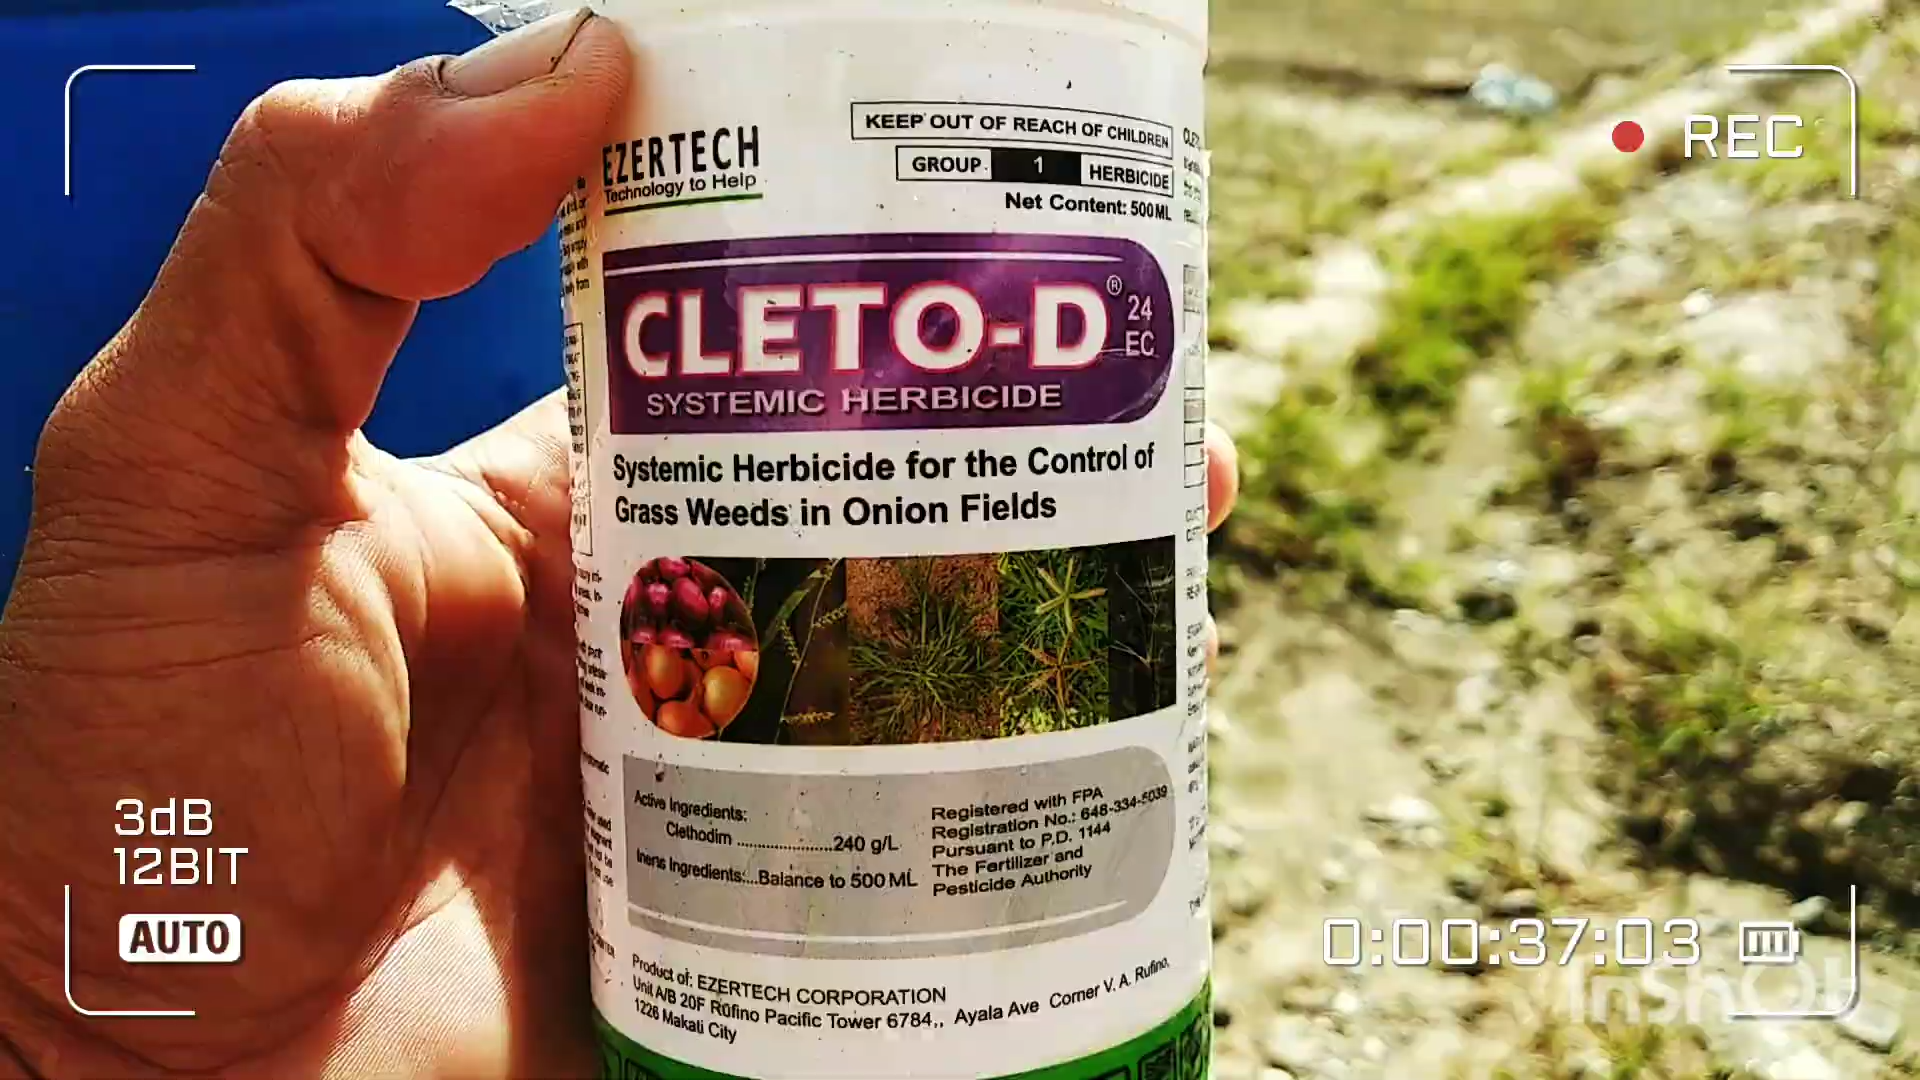 EZERTECH
Technology to Help
KEEP OUT OF REACH OF CHILDREN
GROUP 1 HERBICIDE
Net Content: 500ML
CLETO-D® 24 EC
SYSTEMIC HERBICIDE
Systemic Herbicide for the Control of
Grass Weeds in Onion Fields
Active Ingredients:
Clethodim ......................240 g/L
Inerts Ingredients:...Balance to 500 ML
Registered with FPA
Registration No.: 648-334-5039
Pursuant to P.D. 1144
The Fertilizer and
Pesticide Authority
Product of: EZERTECH CORPORATION
Unit A/B 20F Rufino Pacific Tower 6784,, Ayala Ave Corner V. A. Rufino,
1226 Makati City
REC
3dB
12BIT
AUTO
0:00:37:03
InShOt